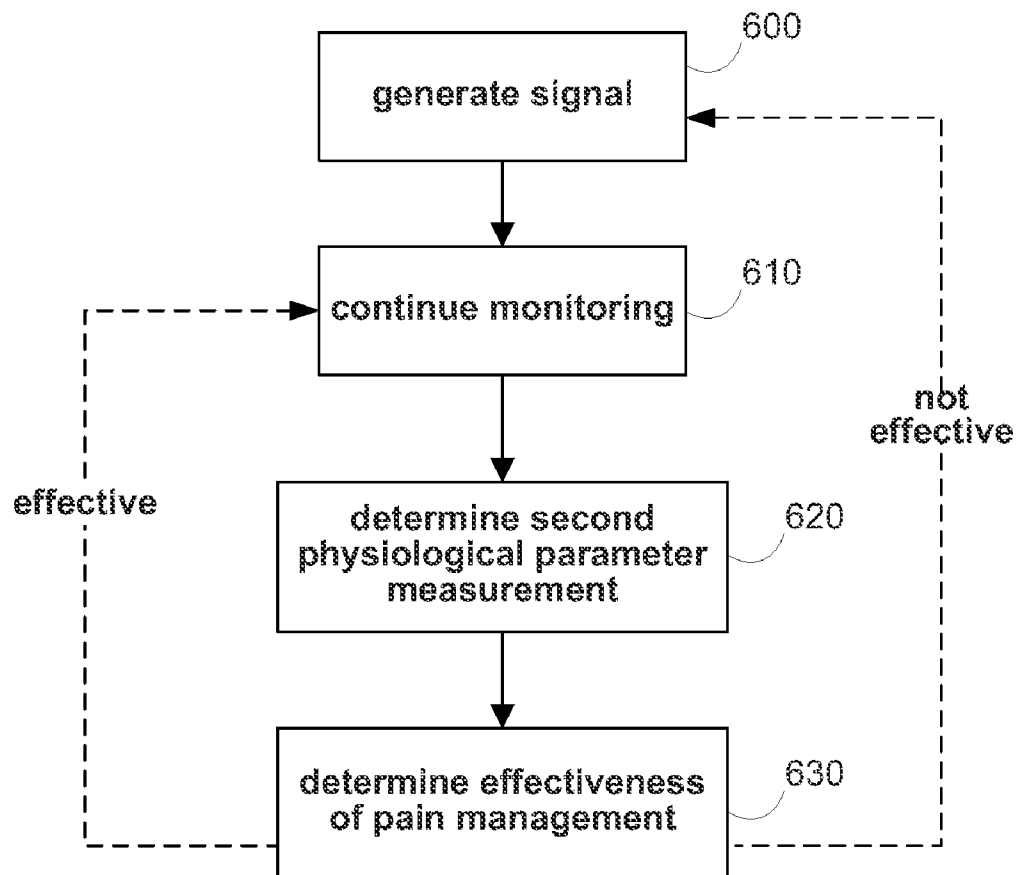 600
generate signal
610
continue monitoring
not
effective
effective
determine second
physiological parameter
measurement
620
determine effectiveness
of pain management
630